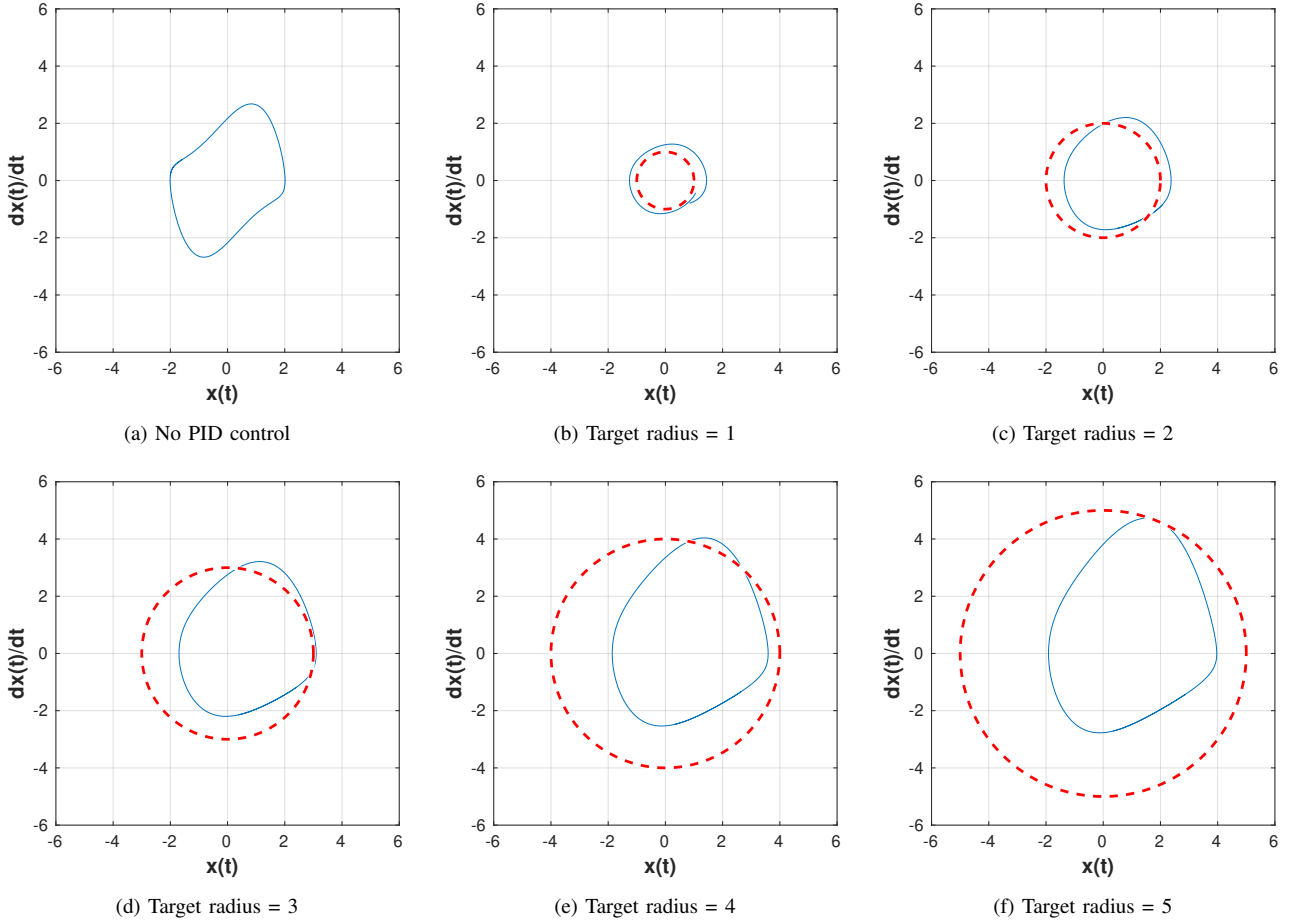 6
4
2
0
-2
-4
-6
-6 -4 -2 0 2 4 6
dx(t)/dt
x(t)
(a) No PID control
6
4
2
0
-2
-4
-6
-6 -4 -2 0 2 4 6
dx(t)/dt
x(t)
(b) Target radius = 1
6
4
2
0
-2
-4
-6
-6 -4 -2 0 2 4 6
dx(t)/dt
x(t)
(c) Target radius = 2
6
4
2
0
-2
-4
-6
-6 -4 -2 0 2 4 6
dx(t)/dt
x(t)
(d) Target radius = 3
6
4
2
0
-2
-4
-6
-6 -4 -2 0 2 4 6
dx(t)/dt
x(t)
(e) Target radius = 4
6
4
2
0
-2
-4
-6
-6 -4 -2 0 2 4 6
dx(t)/dt
x(t)
(f) Target radius = 5